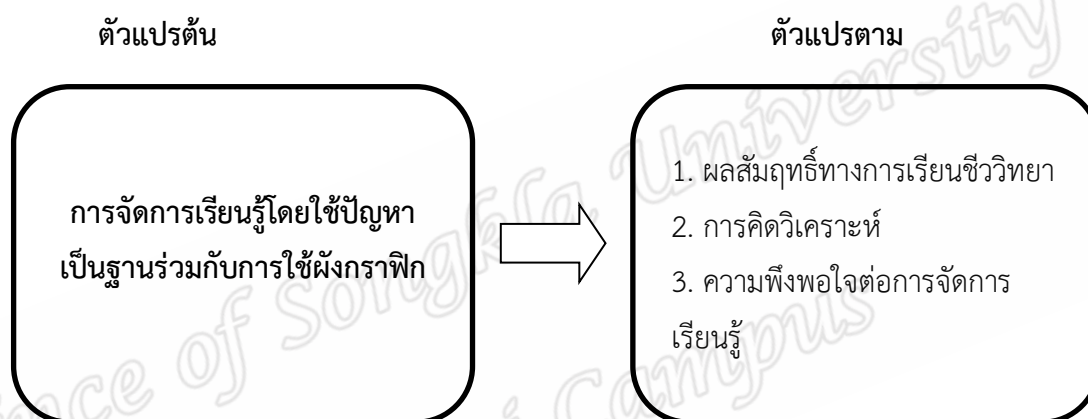 ตัวแปรต้น
ตัวแปรตาม
การจัดการเรียนรู้โดยใช้ปัญหา
เป็นฐานร่วมกับการใช้ผังกราฟิก
1. ผลสัมฤทธิ์ทางการเรียนชีววิทยา
2. การคิดวิเคราะห์
3. ความพึงพอใจต่อการจัดการ
เรียนรู้
nce of Songkla University
i Campus